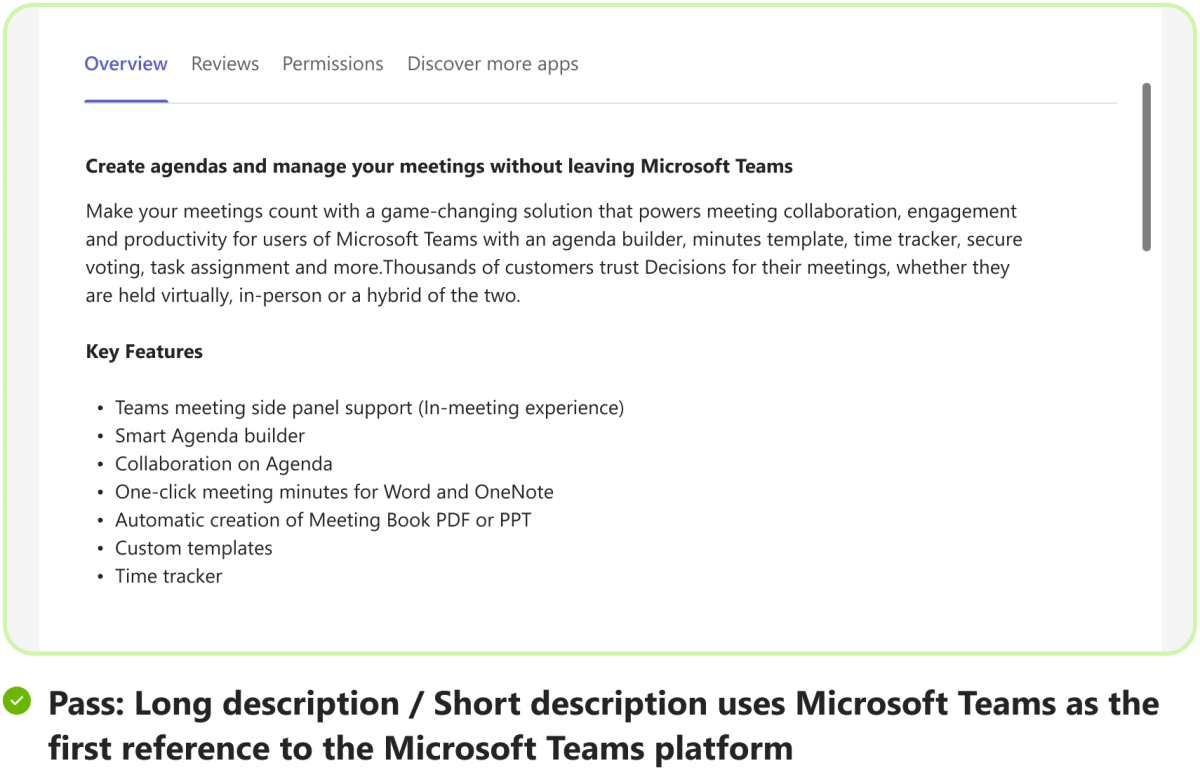 Overview Reviews Permissions Discover more apps
Create agendas and manage your meetings without leaving Microsoft Teams
Make your meetings count with a game-changing solution that powers meeting collaboration, engagement
and productivity for users of Microsoft Teams with an agenda builder, minutes template, time tracker, secure
voting, task assignment and more.Thousands of customers trust Decisions for their meetings, whether they
are held virtually, in-person or a hybrid of the two.
Key Features
• Teams meeting side panel support (In-meeting experience)
• Smart Agenda builder
• Collaboration on Agenda
• One-click meeting minutes for Word and OneNote
• Automatic creation of Meeting Book PDF or PPT
• Custom templates
• Time tracker
Pass: Long description / Short description uses Microsoft Teams as the
first reference to the Microsoft Teams platform